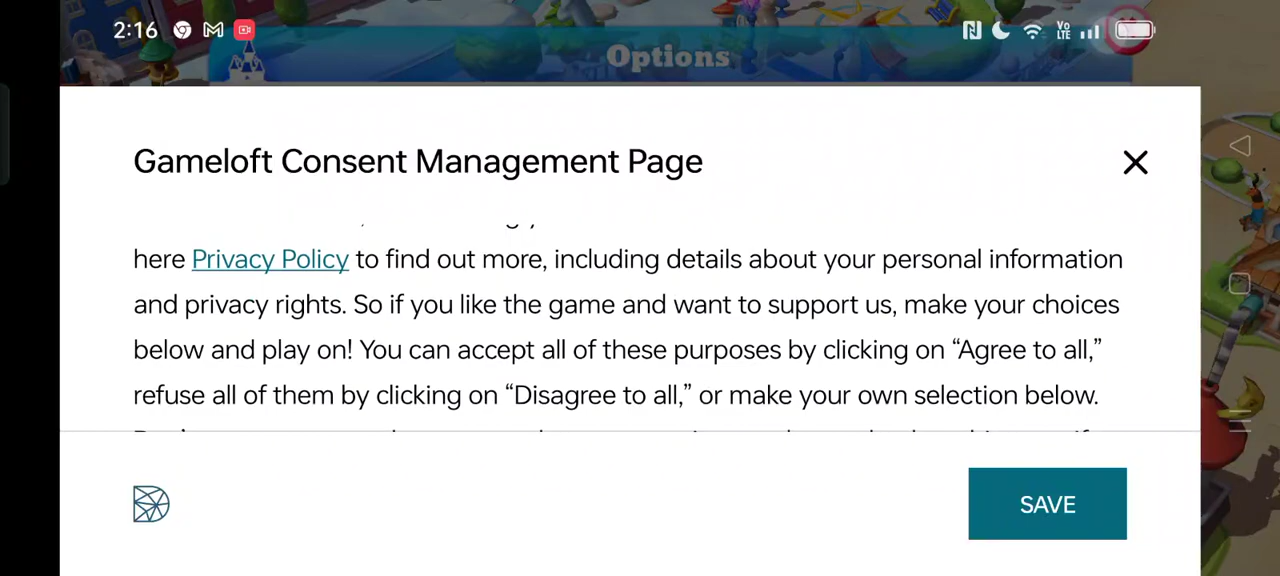 2:16
Vo
LTE
Options
Gameloft Consent Management Page
here Privacy Policy to find out more, including details about your personal information
and privacy rights. So if you like the game and want to support us, make your choices
below and play on! You can accept all of these purposes by clicking on “Agree to all,”
refuse all of them by clicking on “Disagree to all,” or make your own selection below.
SAVE